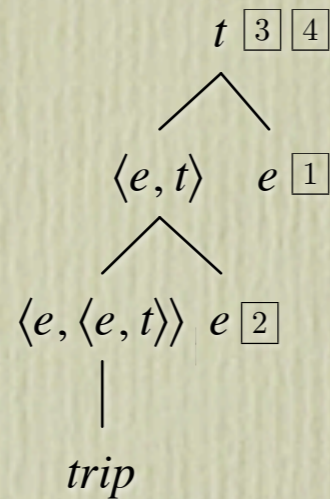 t 3 4
⟨e, t⟩ e 1
⟨e, ⟨e, t⟩⟩ e 2
trip